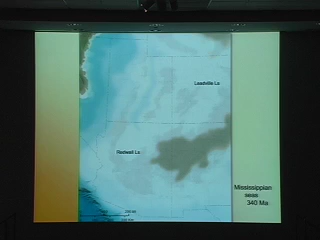 Leadville Ls
Redwall Ls
Mississippian
seas
340 Ma